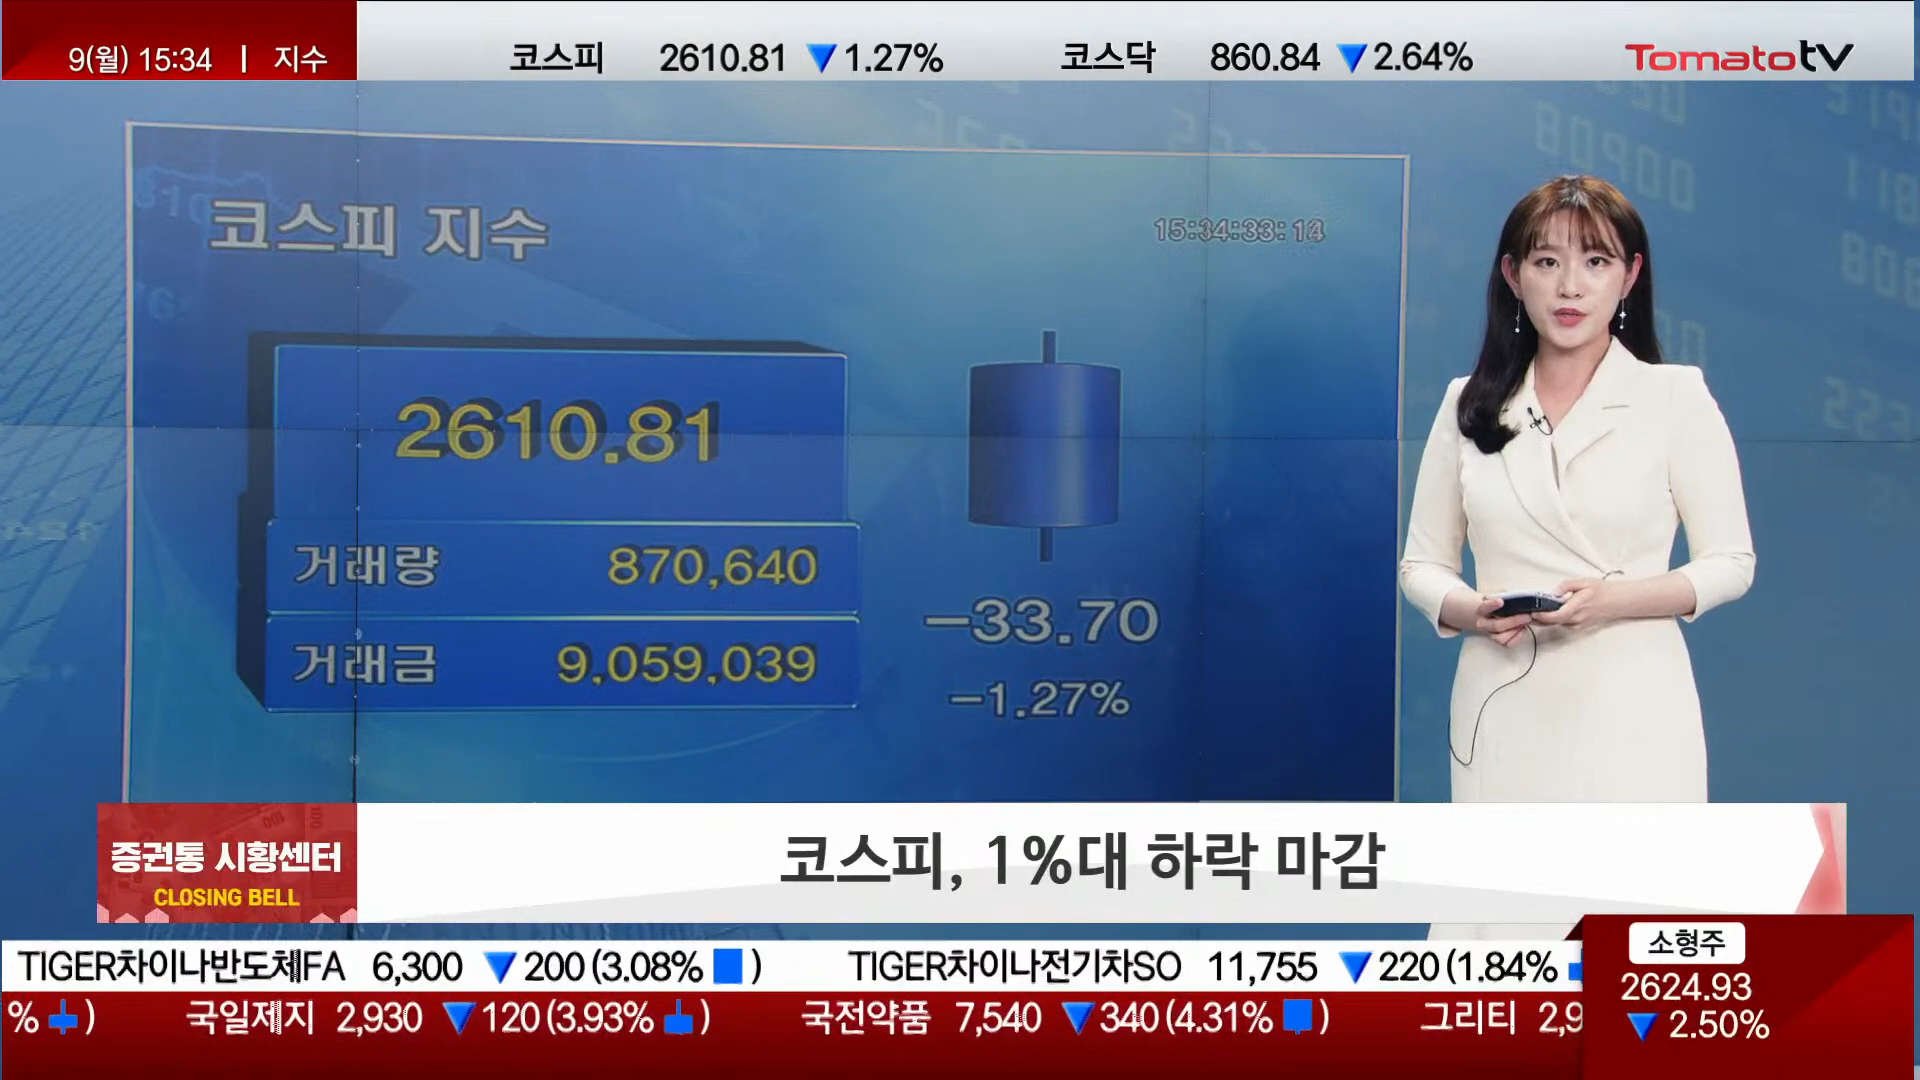 9(월) 15:34 | 지수
코스피 2610.81 ▼1.27% 코스닥 860.84 ▼2.64%
TomatoTV
코스피 지수
15:34:33:14
2610.81
거래량 870,640
거래금 9,059,039
-33.70
-1.27%
증권통 시황센터
CLOSING BELL
코스피, 1%대 하락 마감
TIGER차이나반도체FA 6,300 ▼200(3.08% ) TIGER차이나전기차SO 11,755 ▼220(1.84%
% ) 국일제지 2,930 ▼120(3.93% ) 국전약품 7,540 ▼340(4.31% ) 그리티 2,9
소형주
2624.93
▼2.50%